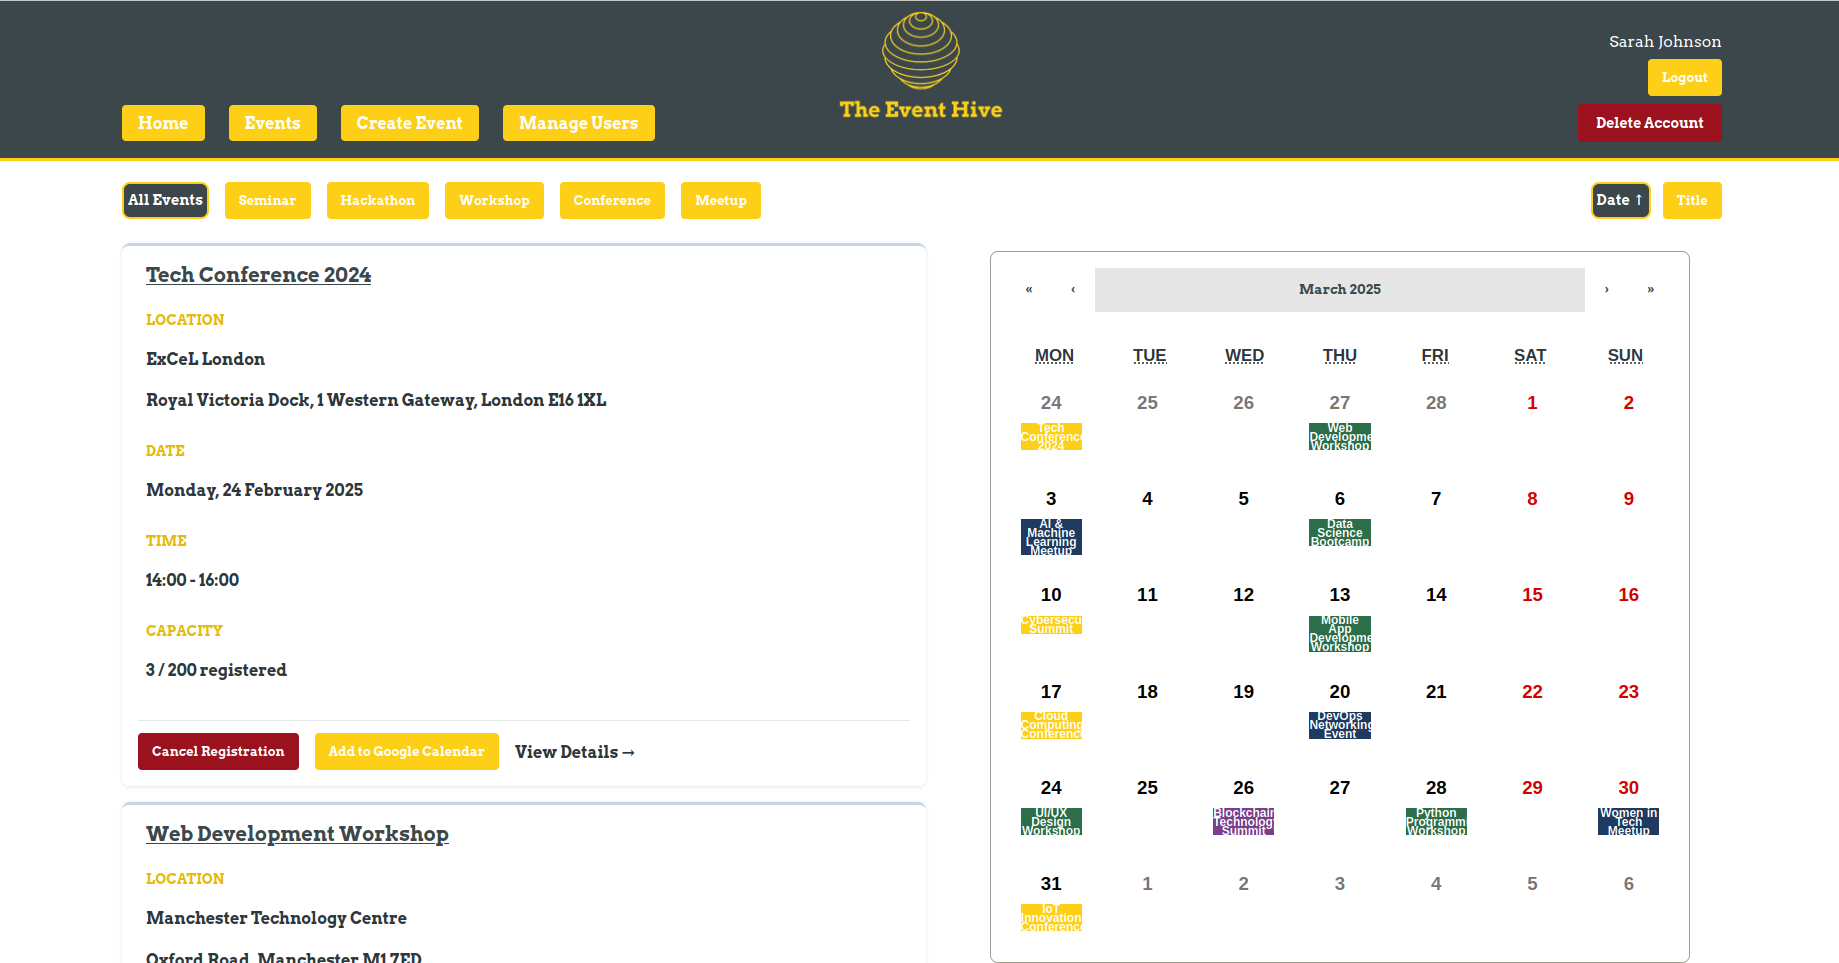 Sarah Johnson
Logout
The Event Hive
Home Events Create Event Manage Users
Delete Account
All Events Seminar Hackathon Workshop Conference Meetup
Date ↑ Title
Tech Conference 2024
LOCATION
ExCeL London
Royal Victoria Dock, 1 Western Gateway, London E16 1XL
DATE
Monday, 24 February 2025
TIME
14:00 - 16:00
CAPACITY
3 / 200 registered
Cancel Registration Add to Google Calendar View Details →
Web Development Workshop
LOCATION
Manchester Technology Centre
Oxford Road, Manchester M1 7ED
« ‹ March 2025 › »
MON TUE WED THU FRI SAT SUN
24 25 26 27 28 1 2
Tech Web
Conference Developme
2024 Workshop
3 4 5 6 7 8 9
AI & Data
Machine Science
Learning Bootcamp
Meetup
10 11 12 13 14 15 16
Cybersecu Mobile
Summit App
Developme
Workshop
17 18 19 20 21 22 23
Cloud DevOps
Computing Networking
Conference Event
24 25 26 27 28 29 30
UI/UX Blockchain Python Women in
Design Technolog Programmi Tech
Workshop Summit Workshop Meetup
31 1 2 3 4 5 6
IoT
Innovation
Conference